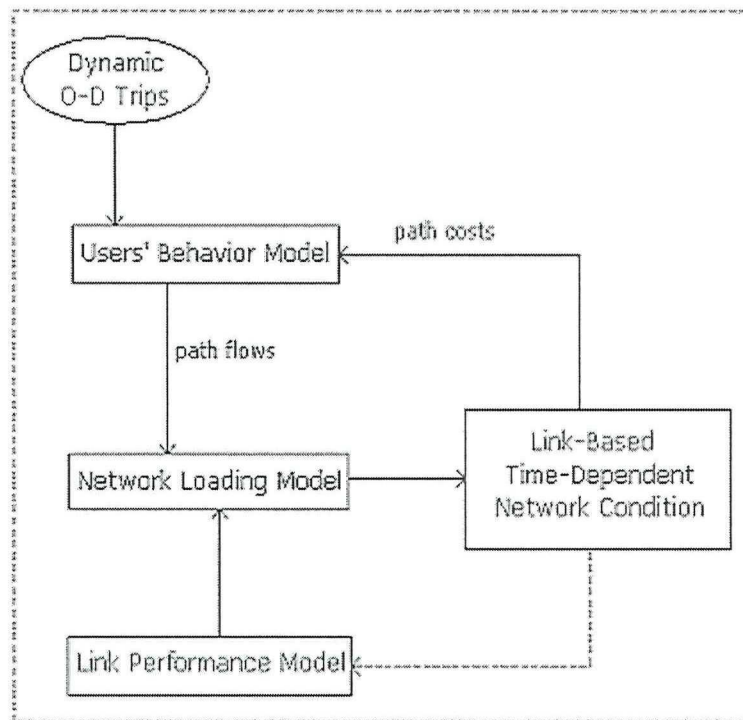 Dynamic
O-D Trips
path costs
Users' Behavior Model
path flows
Link-Based
Time-Dependent
Network Condition
Network Loading Model
Link Performance Model